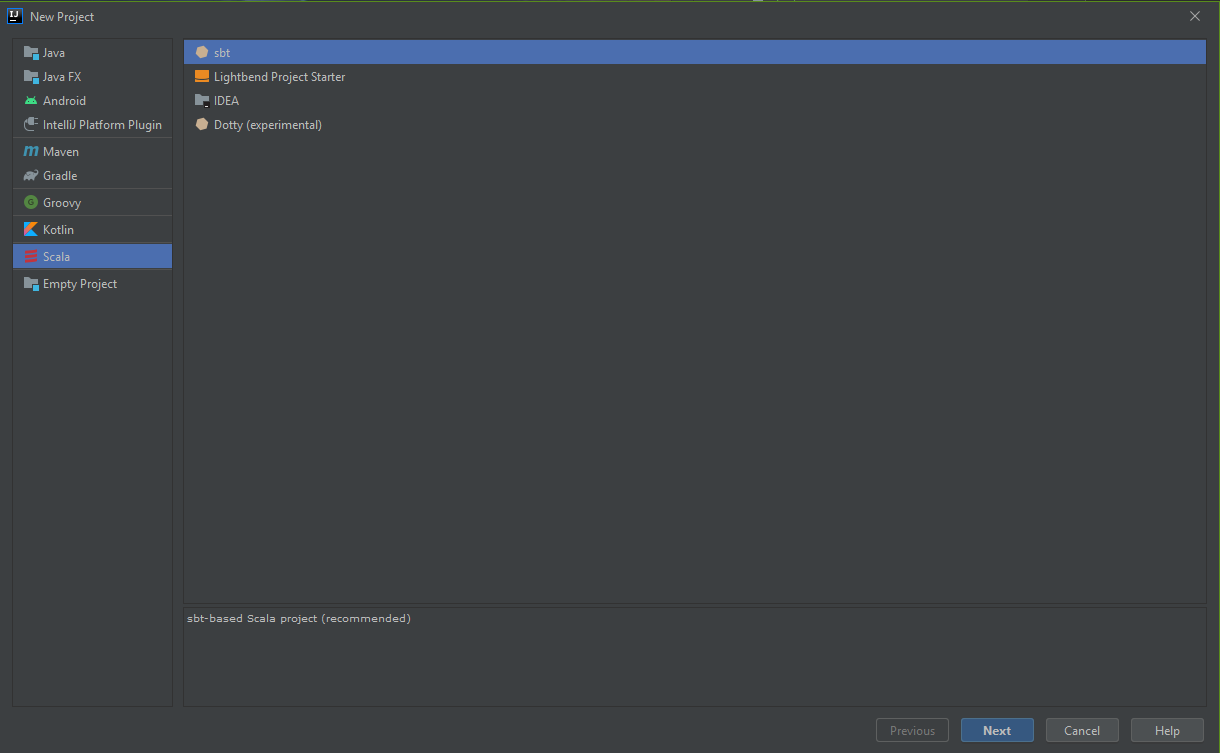 IJ
New Project
Java
Java FX
Android
IntelliJ Platform Plugin
m Maven
Gradle
G Groovy
Kotlin
Scala
Empty Project
sbt
Lightbend Project Starter
IDEA
Dotty (experimental)
sbt-based Scala project (recommended)
Previous
Next
Cancel
Help